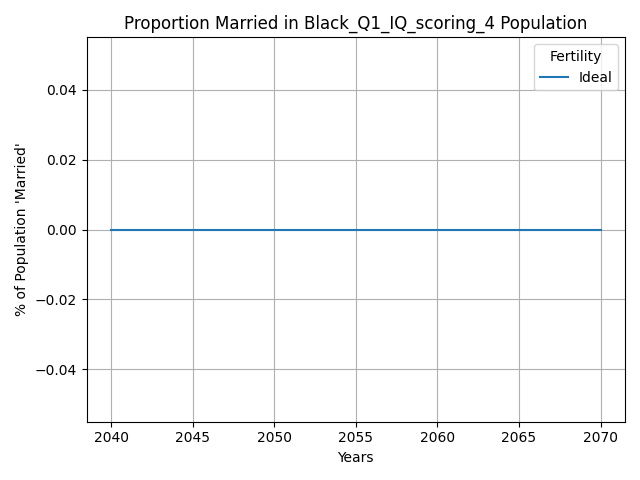 Proportion Married in Black_Q1_IQ_scoring_4 Population
Fertility
Ideal
% of Population 'Married'
0.04
0.02
0.00
−0.02
−0.04
2040 2045 2050 2055 2060 2065 2070
Years